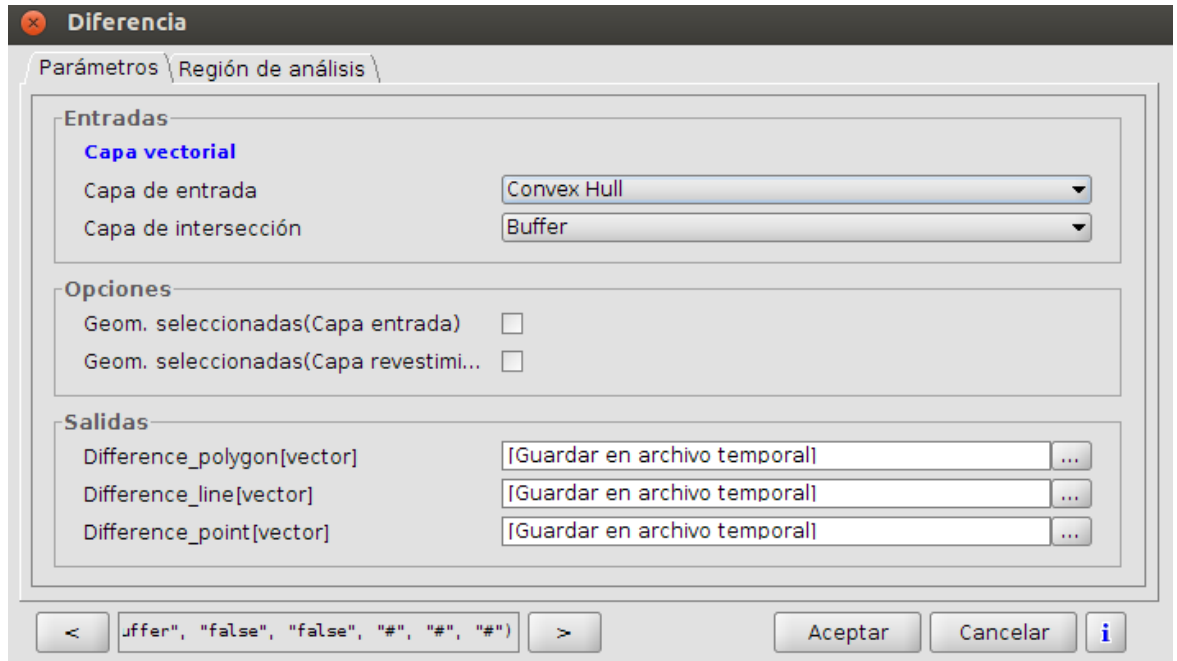 Diferencia
Parámetros Región de análisis
Entradas
Capa vectorial
Capa de entrada Convex Hull
Capa de intersección Buffer
Opciones
Geom. seleccionadas(Capa entrada)
Geom. seleccionadas(Capa revestimi...
Salidas
Difference_polygon[vector] [Guardar en archivo temporal] ...
Difference_line[vector] [Guardar en archivo temporal] ...
Difference_point[vector] [Guardar en archivo temporal] ...
< uffer", "false", "false", "#", "#", "#") > Aceptar Cancelar i